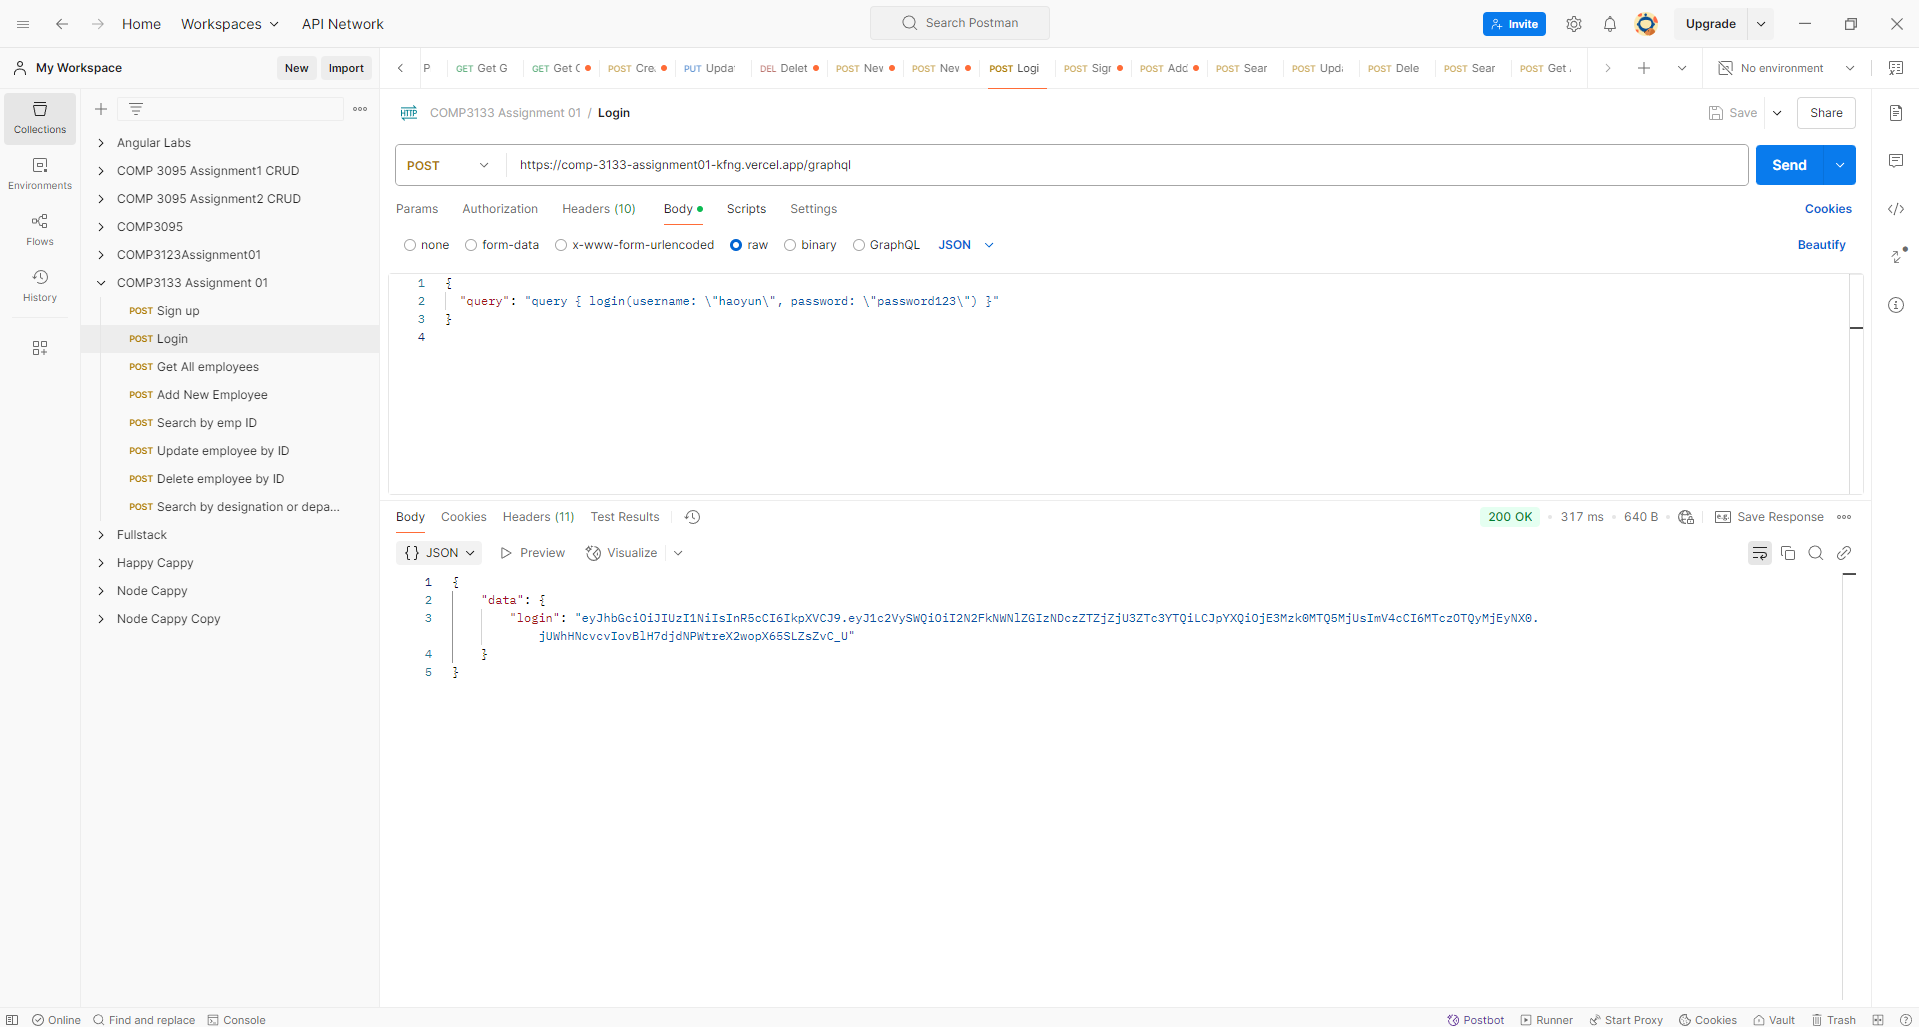 Home Workspaces API Network Search Postman Invite Upgrade
My Workspace New Import
P GET Get G GET Get C POST Cre PUT Upda DEL Delet POST Nev POST Nev POST Logi POST Sigr POST Add POST Sear POST Upd POST Dele POST Sear POST Get No environment
Collections
Environments
Flows
History
Angular Labs
COMP 3095 Assignment1 CRUD
COMP 3095 Assignment2 CRUD
COMP3095
COMP3123Assignment01
COMP3133 Assignment 01
POST Sign up
POST Login
POST Get All employees
POST Add New Employee
POST Search by emp ID
POST Update employee by ID
POST Delete employee by ID
POST Search by designation or depa...
Fullstack
Happy Cappy
Node Cappy
Node Cappy Copy
HTTP COMP3133 Assignment 01 / Login Save Share
POST https://comp-3133-assignment01-kfng.vercel.app/graphql Send
Params Authorization Headers (10) Body Scripts Settings Cookies
none form-data x-www-form-urlencoded raw binary GraphQL JSON Beautify
1 {
2 "query": "query { login(username: \"haoyun\", password: \"password123\") }"
3 }
4
Body Cookies Headers (11) Test Results 200 OK 317 ms 640 B e.g. Save Response
{} JSON Preview Visualize
1 {
2 "data": {
3 "login": "eyJhbGciOiJIUzI1NiIsInR5cCI6IkpXVCJ9.eyJ1c2VySWQiOiI2N2FkNWNlZGIzNDczZTZjZjU3ZTc3YTQiLCJpYXQiOjE3Mzk0MTQ5MjUsImV4cCI6MTczOTQyMjEyNX0.
jUWhHNcvcvIovBlH7djdNPWtreX2wopX65SLZsZvC_U"
4 }
5 }
Online Find and replace Console Postbot Runner Start Proxy Cookies Vault Trash